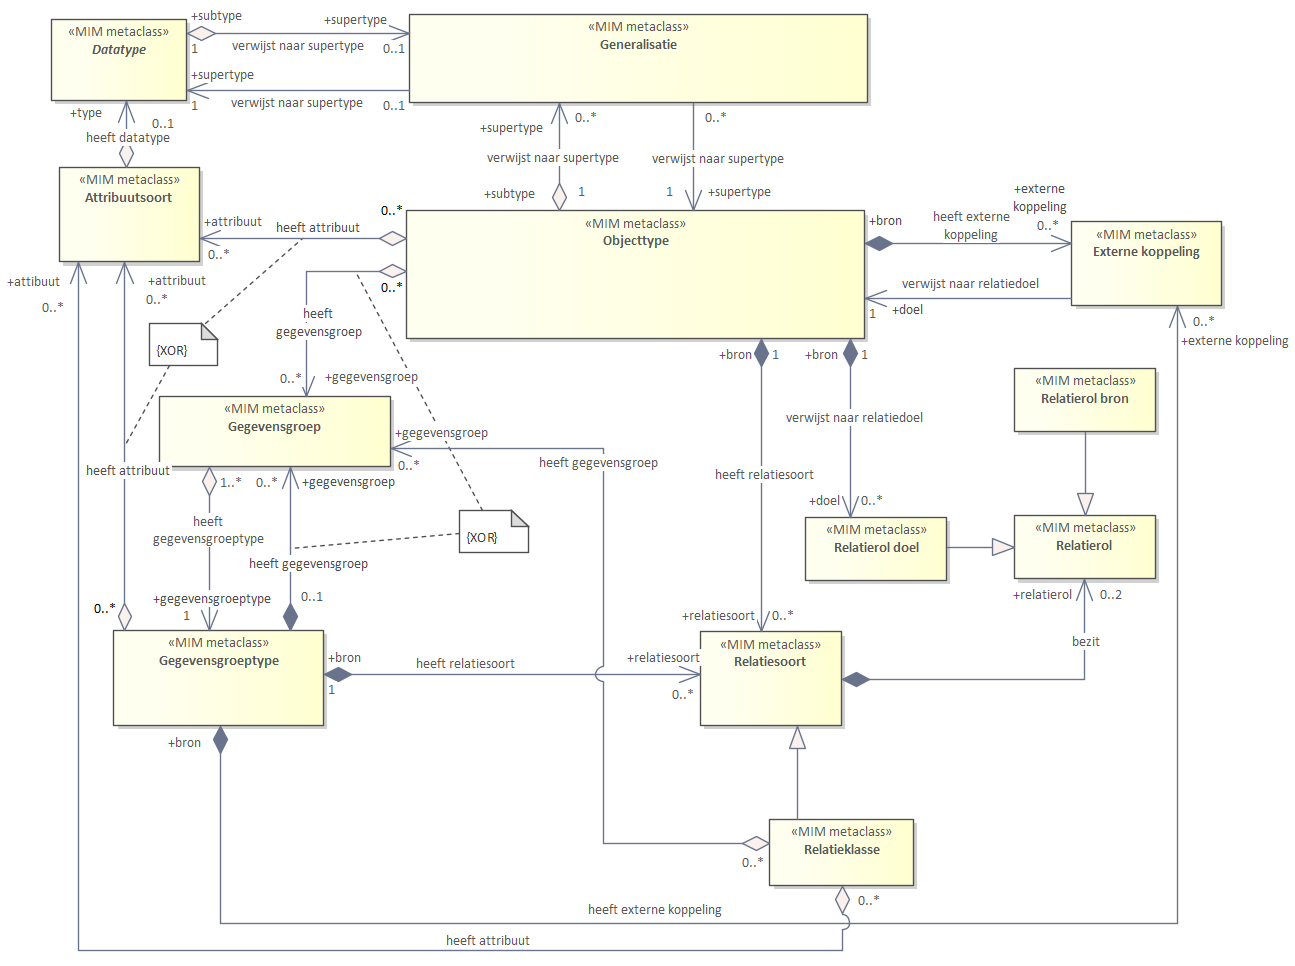 +subtype
+supertype
1
verwijst naar supertype
0..1
+supertype
1
verwijst naar supertype
0..1
«MIM metaclass»
Datatype
«MIM metaclass»
Generalisatie
+type
0..1
heeft datatype
+supertype
0..*
0..*
verwijst naar supertype
verwijst naar supertype
+subtype
1
1
+supertype
«MIM metaclass»
Attribuutsoort
+attribuut
0..*
heeft attribuut
0..*
0..*
«MIM metaclass»
Objecttype
+bron
heeft externe
koppeling
+externe
koppeling
0..*
«MIM metaclass»
Externe koppeling
verwijst naar relatiedoel
1
+doel
+attibuut
0..*
+attribuut
0..*
{XOR}
heeft
gegevensgroep
0..*
+gegevensgroep
+bron
1
+bron
1
0..*
+externe koppeling
«MIM metaclass»
Relatierol bron
«MIM metaclass»
Gegevensgroep
+gegevensgroep
0..*
heeft gegevensgroep
verwijst naar relatiedoel
heeft attribuut
1..*
0..*
+gegevensgroep
heeft relatiesoort
heeft
gegevensgroeptype
{XOR}
+doel
0..*
heeft gegevensgroep
«MIM metaclass»
Relatierol doel
«MIM metaclass»
Relatierol
+gegevensgroeptype
1
0..1
0..*
+relatierol
0..2
+relatiesoort
0..*
bezit
«MIM metaclass»
Gegevensgroeptype
+bron
1
heeft relatiesoort
+relatiesoort
0..*
«MIM metaclass»
Relatiesoort
+bron
«MIM metaclass»
Relatieklasse
0..*
0..*
heeft externe koppeling
heeft attribuut